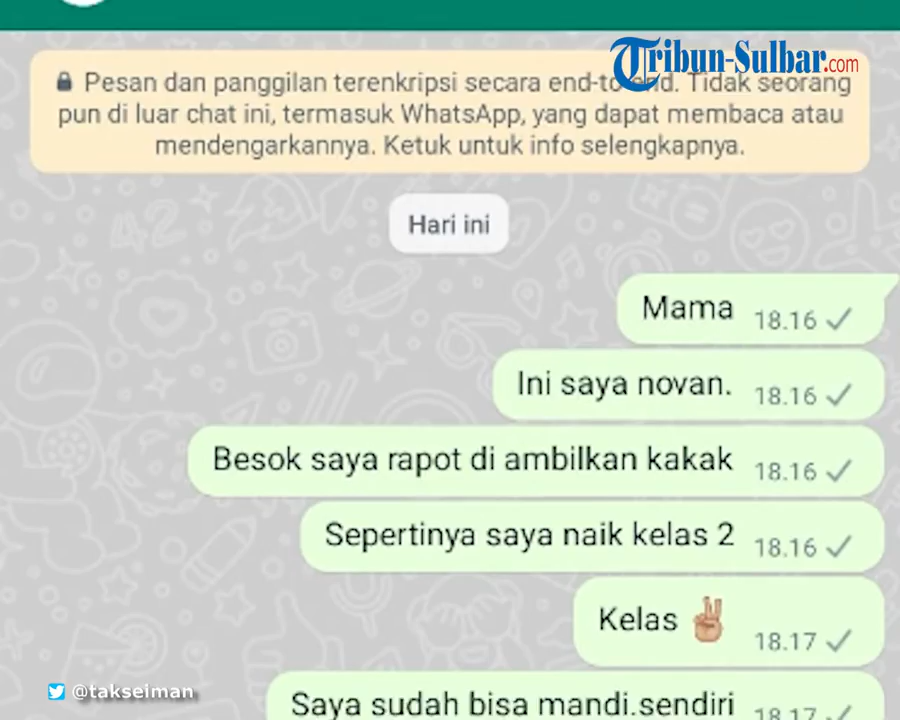 Tribun-Sulbar.com
Pesan dan panggilan terenkripsi secara end-to-end. Tidak seorang
pun di luar chat ini, termasuk WhatsApp, yang dapat membaca atau
mendengarkannya. Ketuk untuk info selengkapnya.
Hari ini
Mama 18.16
Ini saya novan. 18.16
Besok saya rapot di ambilkan kakak 18.16
Sepertinya saya naik kelas 2 18.16
Kelas ✌🏽 18.17
@takseiman
Saya sudah bisa mandi.sendiri 18.17